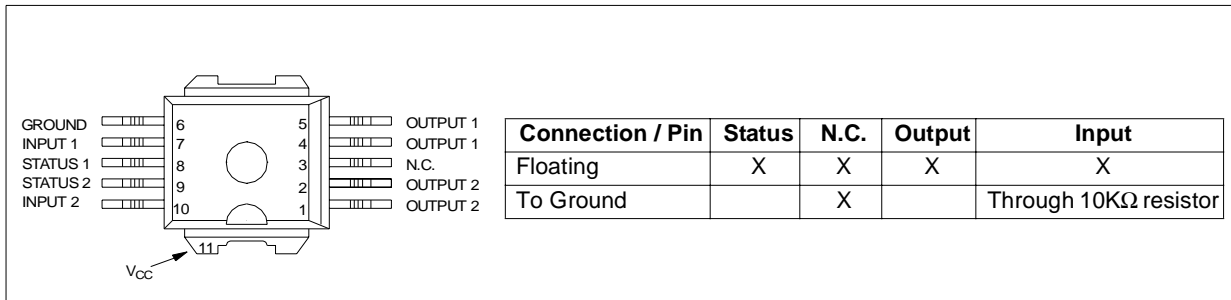 GROUND 6 5 OUTPUT 1
INPUT 1 7 4 OUTPUT 1
STATUS 1 8 3 N.C.
STATUS 2 9 2 OUTPUT 2
INPUT 2 10 1 OUTPUT 2
11
VCC
Connection / Pin Status N.C. Output Input
Floating X X X X
To Ground X Through 10KΩ resistor